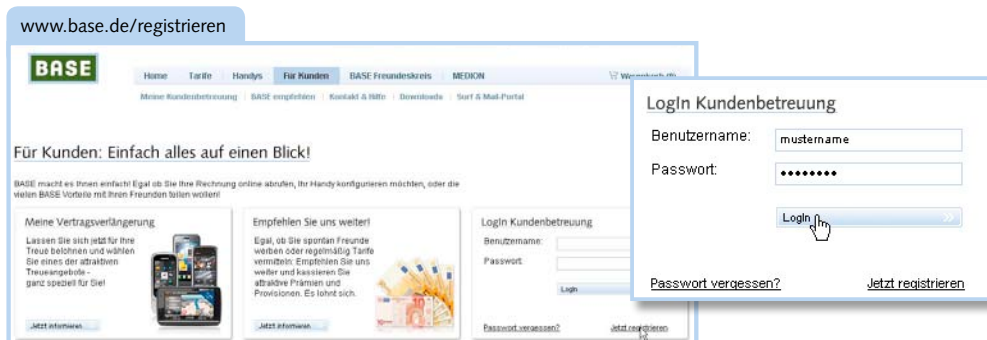 www.base.de/registrieren
BASE
Home Tarife Handys Für Kunden BASE Freundeskreis MEDION Warenkorb (0)
Meine Kundenbetreuung BASE empfehlen Kontakt & Hilfe Downloads Surf & Mail-Portal
Für Kunden: Einfach alles auf einen Blick!
BASE macht es Ihnen einfach! Egal ob Sie Ihre Rechnung online abrufen, Ihr Handy konfigurieren möchten, oder die
vielen BASE Vorteile mit Ihren Freunden teilen wollen!
Meine Vertragsverlängerung
Lassen Sie sich jetzt für Ihre
Treue belohnen und wählen
Sie eines der attraktiven
Treueangebote -
ganz speziell für Sie!
Jetzt informieren
Empfehlen Sie uns weiter!
Egal, ob Sie spontan Freunde
werben oder regelmäßig Tarife
vermitteln: Empfehlen Sie uns
weiter und kassieren Sie
attraktive Prämien und
Provisionen. Es lohnt sich.
Jetzt informieren
LogIn Kundenbetreuung
Benutzername:
Passwort:
LogIn
Passwort vergessen? Jetzt registrieren
LogIn Kundenbetreuung
Benutzername: mustername
Passwort: ••••••••
LogIn
Passwort vergessen? Jetzt registrieren